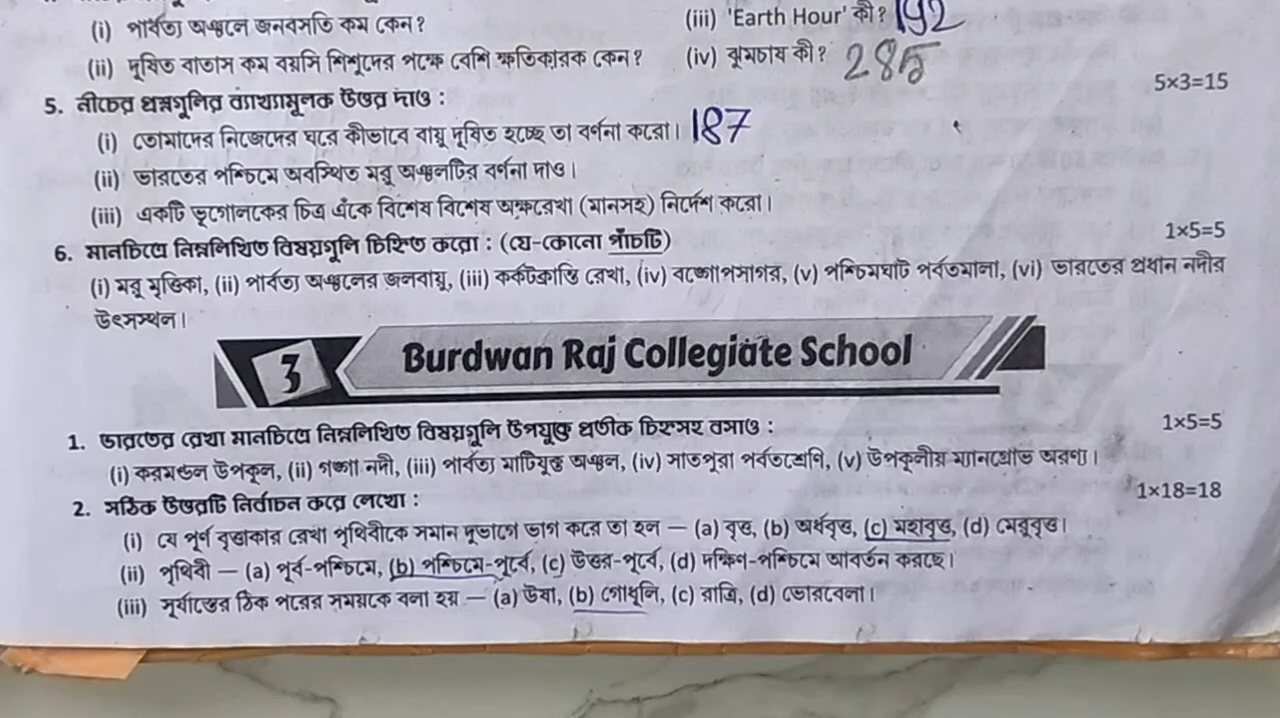 (i) পার্বত্য অঞ্চলে জনবসতি কম কেন? (iii) 'Earth Hour' কী? 192
(ii) দূষিত বাতাস কম বয়সি শিশুদের পক্ষে বেশি ক্ষতিকারক কেন? (iv) ঝুমচাষ কী? 285
5. নীচের প্রশ্নগুলির ব্যাখ্যামূলক উত্তর দাও : 5×3=15
(i) তোমাদের নিজেদের ঘরে কীভাবে বায়ু দূষিত হচ্ছে তা বর্ণনা করো। 187
(ii) ভারতের পশ্চিমে অবস্থিত মরু অঞ্চলটির বর্ণনা দাও।
(iii) একটি ভূগোলকের চিত্র এঁকে বিশেষ বিশেষ অক্ষরেখা (মানসহ) নির্দেশ করো।
6. মানচিত্রে নিম্নলিখিত বিষয়গুলি চিহ্নিত করো : (যে-কোনো পাঁচটি) 1×5=5
(i) মরু মৃত্তিকা, (ii) পার্বত্য অঞ্চলের জলবায়ু, (iii) কর্কটক্রান্তি রেখা, (iv) বঙ্গোপসাগর, (v) পশ্চিমঘাট পর্বতমালা, (vi) ভারতের প্রধান নদীর
উৎসস্থল।
3 Burdwan Raj Collegiate School
1. ভারতের রেখা মানচিত্রে নিম্নলিখিত বিষয়গুলি উপযুক্ত প্রতীক চিহ্নসহ বসাও : 1×5=5
(i) করমণ্ডল উপকূল, (ii) গঙ্গা নদী, (iii) পার্বত্য মাটিযুক্ত অঞ্চল, (iv) সাতপুরা পর্বতশ্রেণি, (v) উপকূলীয় ম্যানগ্রোভ অরণ্য।
2. সঠিক উত্তরটি নির্বাচন করে লেখো : 1×18=18
(i) যে পূর্ণ বৃত্তাকার রেখা পৃথিবীকে সমান দুভাগে ভাগ করে তা হল — (a) বৃত্ত, (b) অর্ধবৃত্ত, (c) মহাবৃত্ত, (d) মেরুবৃত্ত।
(ii) পৃথিবী — (a) পূর্ব-পশ্চিমে, (b) পশ্চিমে-পূর্বে, (c) উত্তর-পূর্বে, (d) দক্ষিণ-পশ্চিমে আবর্তন করছে।
(iii) সূর্যাস্তের ঠিক পরের সময়কে বলা হয় — (a) ঊষা, (b) গোধূলি, (c) রাত্রি, (d) ভোরবেলা।